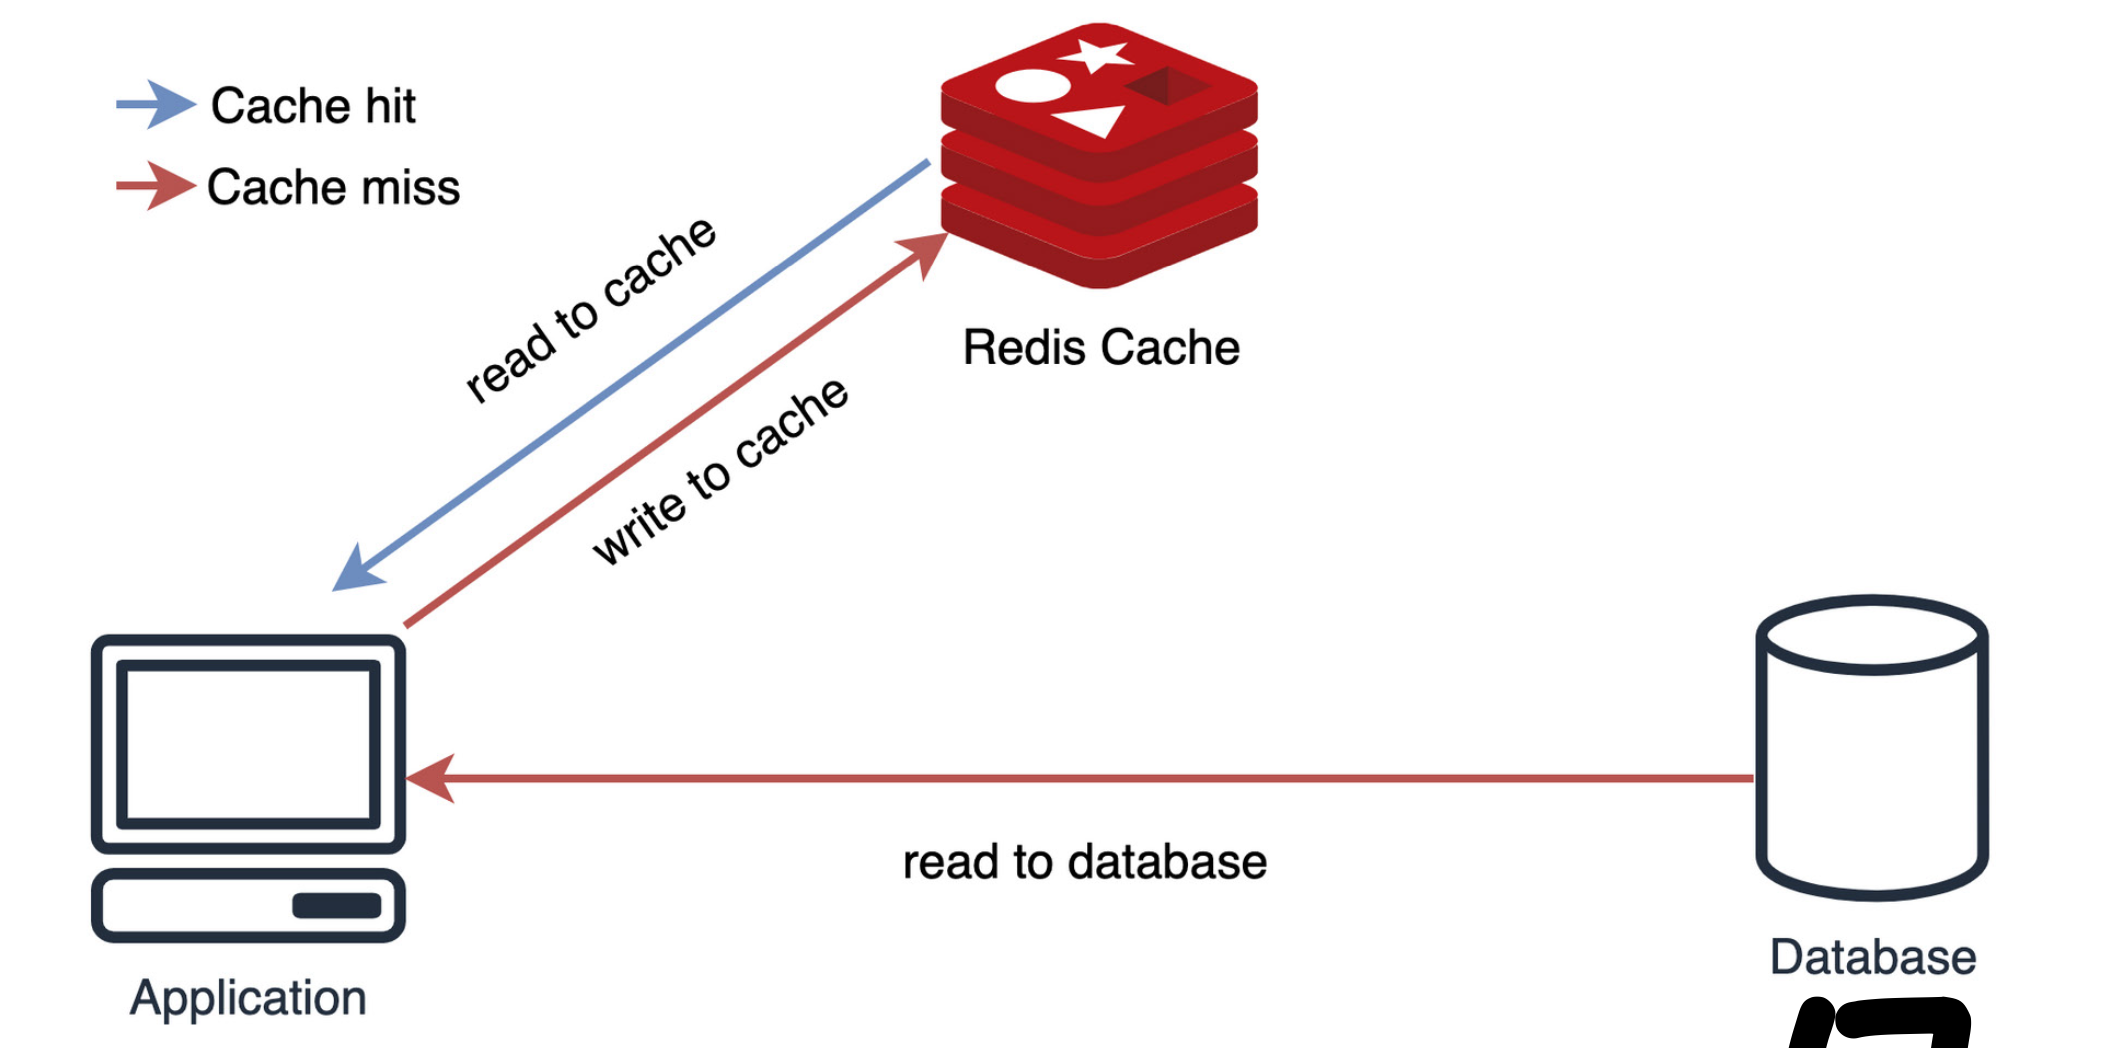 Cache hit
Cache miss
read to cache
write to cache
Redis Cache
read to database
Application
Database